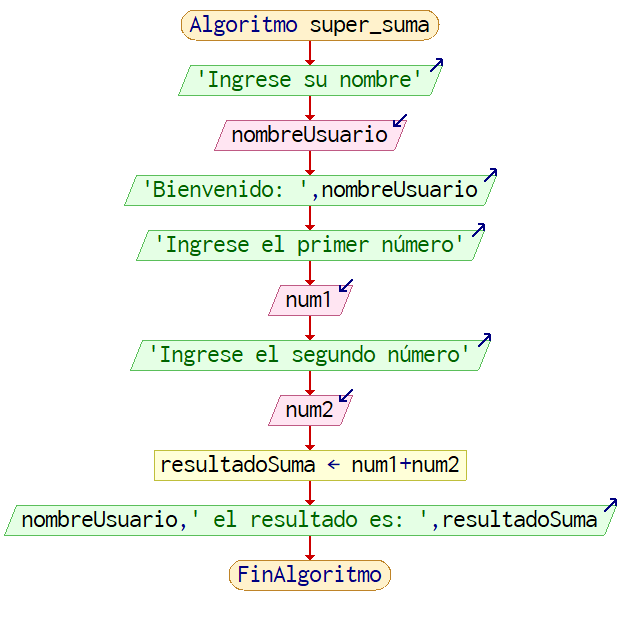 Algoritmo super_suma
'Ingrese su nombre'
nombreUsuario
'Bienvenido: ',nombreUsuario
'Ingrese el primer número'
num1
'Ingrese el segundo número'
num2
resultadoSuma ← num1+num2
nombreUsuario,' el resultado es: ',resultadoSuma
FinAlgoritmo